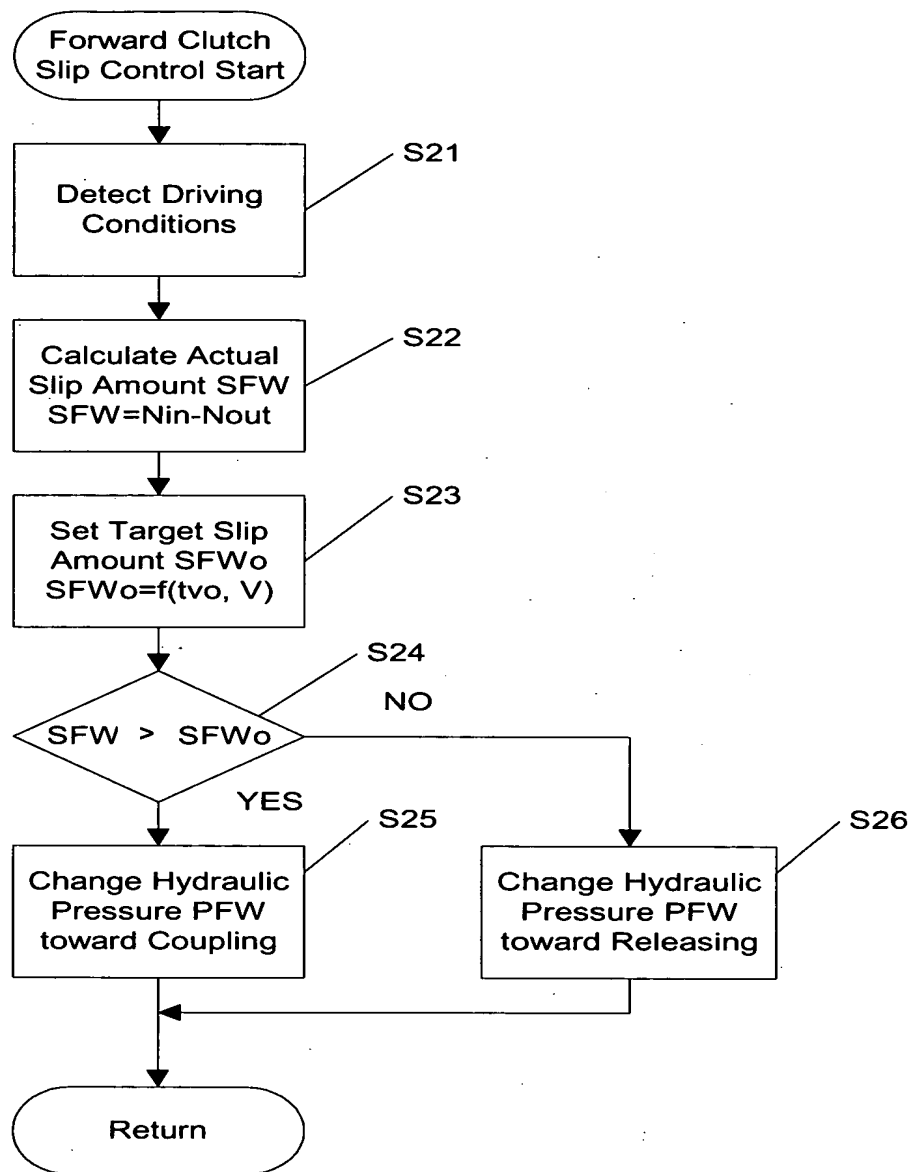 Forward Clutch
Slip Control Start
S21
Detect Driving
Conditions
S22
Calculate Actual
Slip Amount SFW
SFW=Nin-Nout
S23
Set Target Slip
Amount SFWo
SFWo=f(tvo, V)
S24
SFW > SFWo
NO
YES
S25
Change Hydraulic
Pressure PFW
toward Coupling
S26
Change Hydraulic
Pressure PFW
toward Releasing
Return